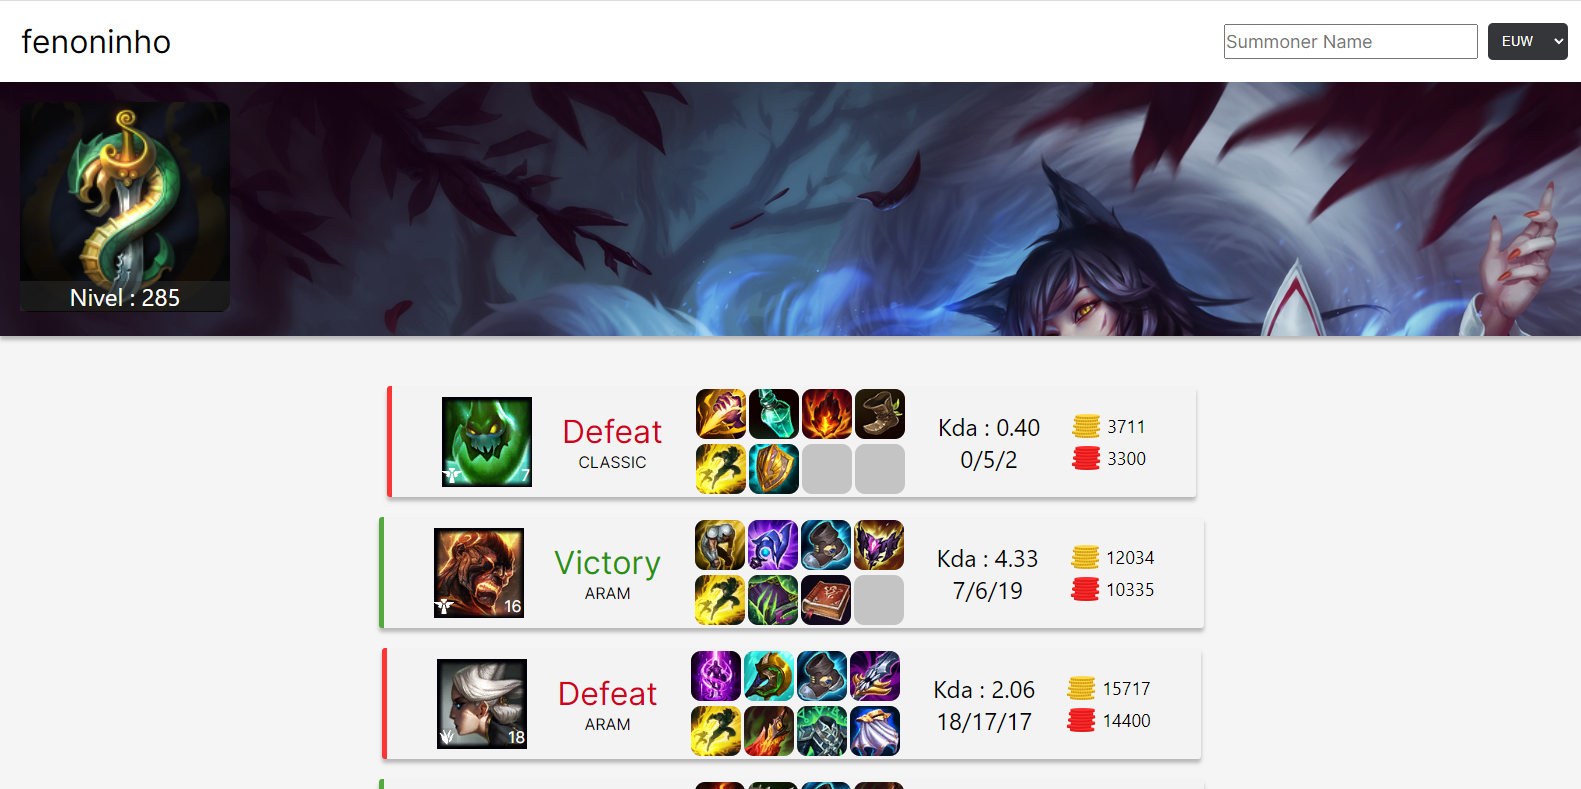 fenoninho
Summoner Name
EUW
Nivel : 285
7
Defeat
CLASSIC
Kda : 0.40
0/5/2
3711
3300
16
Victory
ARAM
Kda : 4.33
7/6/19
12034
10335
18
Defeat
ARAM
Kda : 2.06
18/17/17
15717
14400